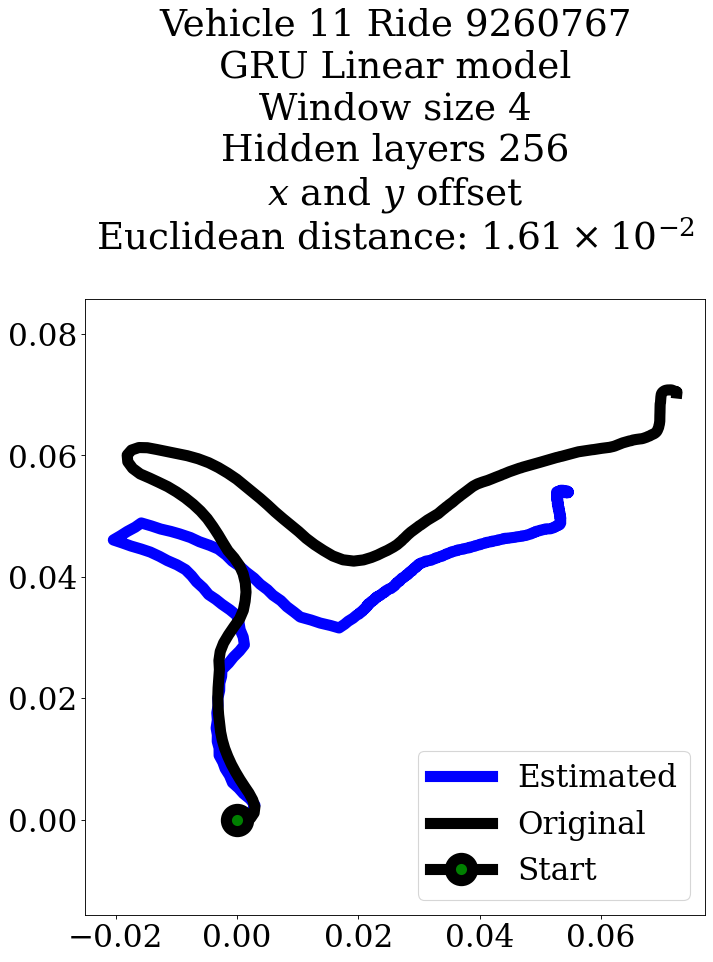 Vehicle 11 Ride 9260767
GRU Linear model
Window size 4
Hidden layers 256
x and y offset
Euclidean distance: 1.61 × 10⁻²
0.08
0.06
0.04
0.02
0.00
Estimated
Original
Start
−0.02 0.00 0.02 0.04 0.06